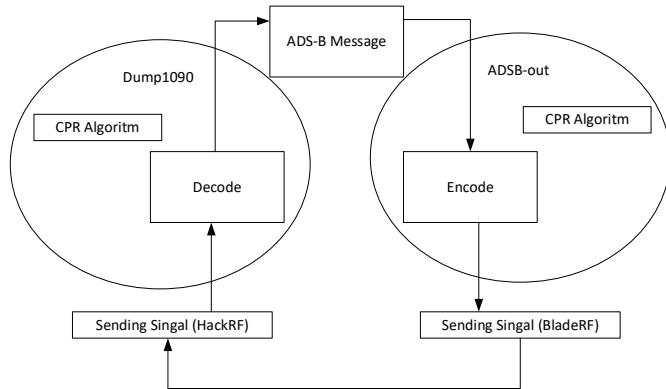 ADS-B Message
Dump1090
ADSB-out
CPR Algoritm
CPR Algoritm
Decode
Encode
Sending Singal (HackRF)
Sending Singal (BladeRF)